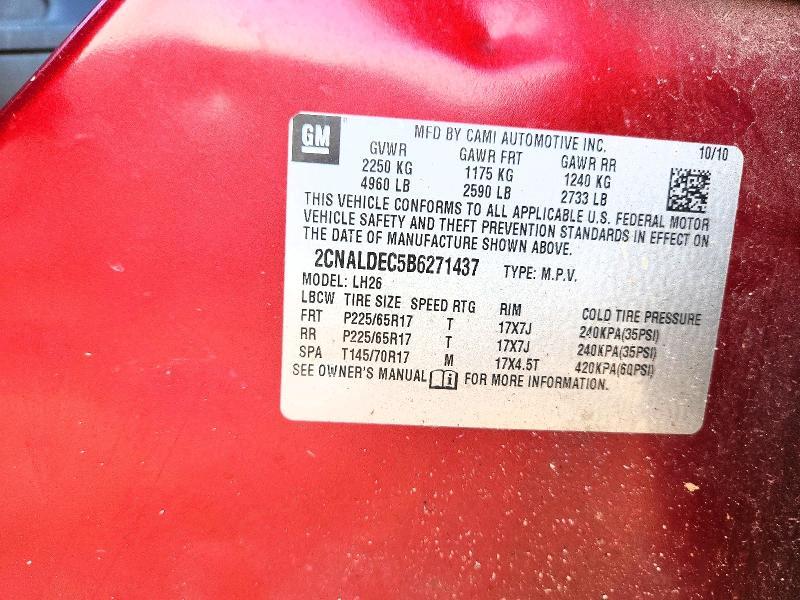 GM
MFD BY CAMI AUTOMOTIVE INC. 10/10
GVWR GAWR FRT GAWR RR
2250 KG 1175 KG 1240 KG
4960 LB 2590 LB 2733 LB
THIS VEHICLE CONFORMS TO ALL APPLICABLE U.S. FEDERAL MOTOR
VEHICLE SAFETY AND THEFT PREVENTION STANDARDS IN EFFECT ON
THE DATE OF MANUFACTURE SHOWN ABOVE.
2CNALDEC5B6271437 TYPE: M.P.V.
MODEL: LH26
LBCW TIRE SIZE SPEED RTG RIM COLD TIRE PRESSURE
FRT P225/65R17 T 17X7J 240KPA(35PSI)
RR P225/65R17 T 17X7J 240KPA(35PSI)
SPA T145/70R17 M 17X4.5T 420KPA(60PSI)
SEE OWNER'S MANUAL FOR MORE INFORMATION.